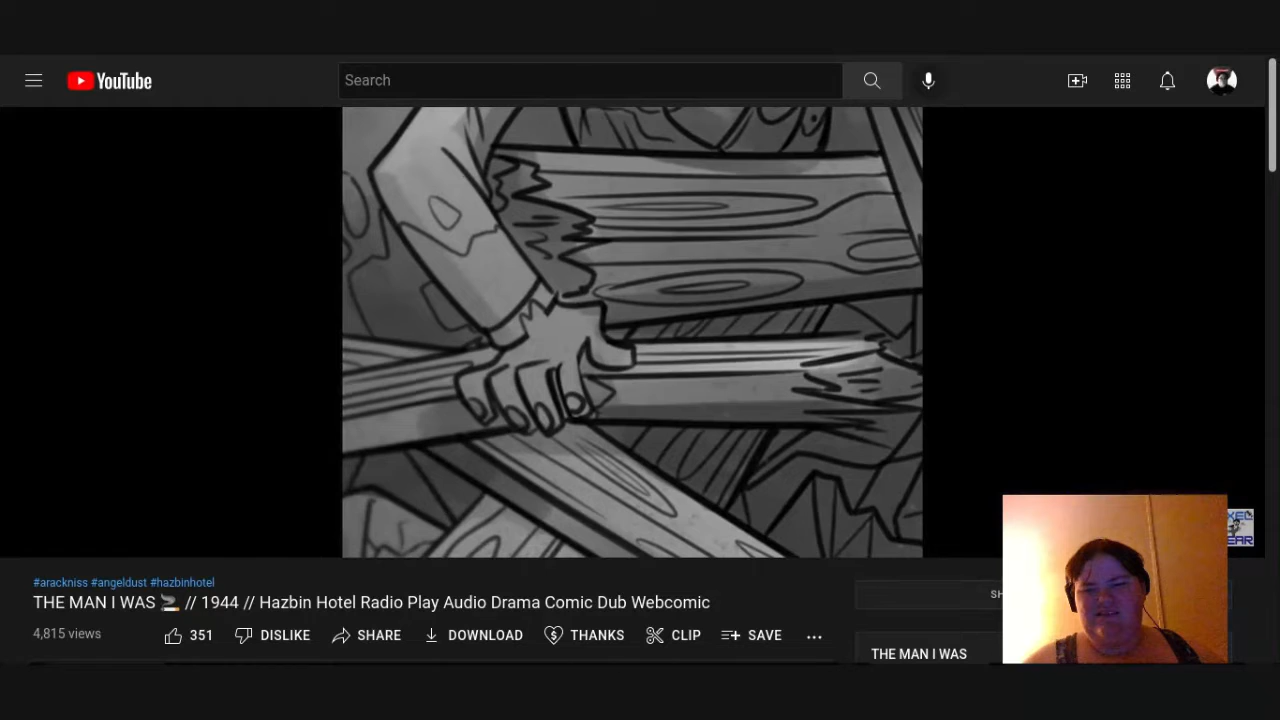 YouTube
Search
#arackniss #angeldust #hazbinhotel
THE MAN I WAS 🚬 // 1944 // Hazbin Hotel Radio Play Audio Drama Comic Dub Webcomic
4,815 views
351
DISLIKE
SHARE
DOWNLOAD
THANKS
CLIP
SAVE
THE MAN I WAS